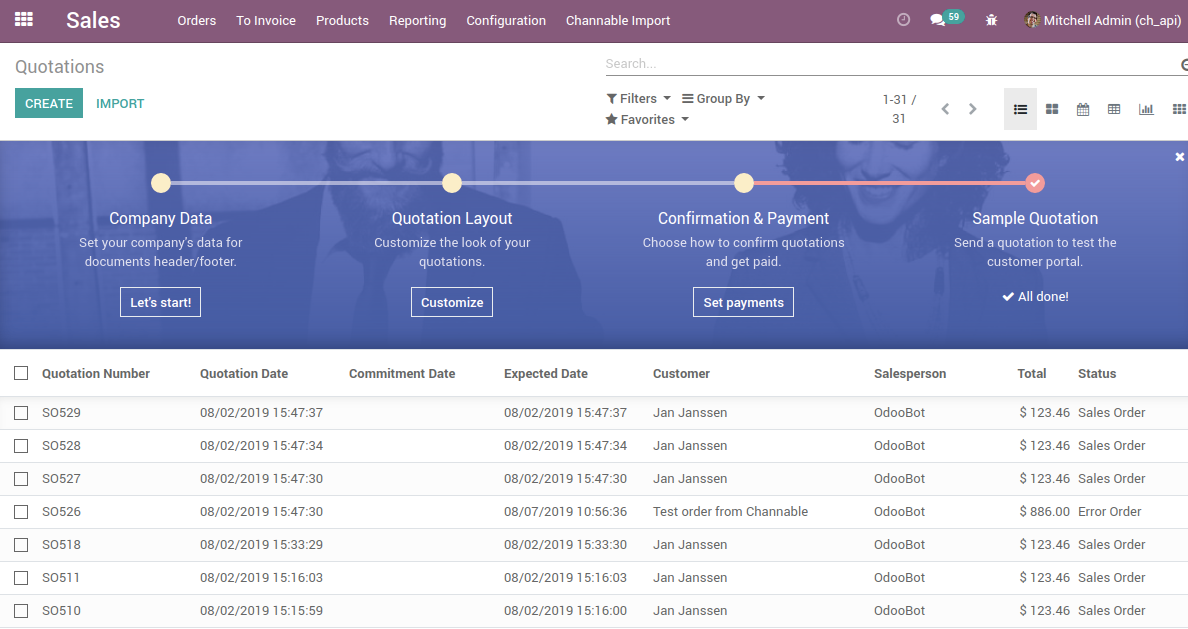 Sales Orders To Invoice Products Reporting Configuration Channable Import 59 Mitchell Admin (ch_api)
Quotations
Search...
CREATE IMPORT
Filters Group By
Favorites
1-31 /
31
Company Data Quotation Layout Confirmation & Payment Sample Quotation
Set your company's data for Customize the look of your Choose how to confirm quotations Send a quotation to test the
documents header/footer. quotations. and get paid. customer portal.
Let's start! Customize Set payments All done!
Quotation Number Quotation Date Commitment Date Expected Date Customer Salesperson Total Status
SO529 08/02/2019 15:47:37 08/02/2019 15:47:37 Jan Janssen OdooBot $ 123.46 Sales Order
SO528 08/02/2019 15:47:34 08/02/2019 15:47:34 Jan Janssen OdooBot $ 123.46 Sales Order
SO527 08/02/2019 15:47:30 08/02/2019 15:47:30 Jan Janssen OdooBot $ 123.46 Sales Order
SO526 08/02/2019 15:47:30 08/07/2019 10:56:36 Test order from Channable OdooBot $ 886.00 Error Order
SO518 08/02/2019 15:33:29 08/02/2019 15:33:30 Jan Janssen OdooBot $ 123.46 Sales Order
SO511 08/02/2019 15:16:03 08/02/2019 15:16:03 Jan Janssen OdooBot $ 123.46 Sales Order
SO510 08/02/2019 15:15:59 08/02/2019 15:16:00 Jan Janssen OdooBot $ 123.46 Sales Order